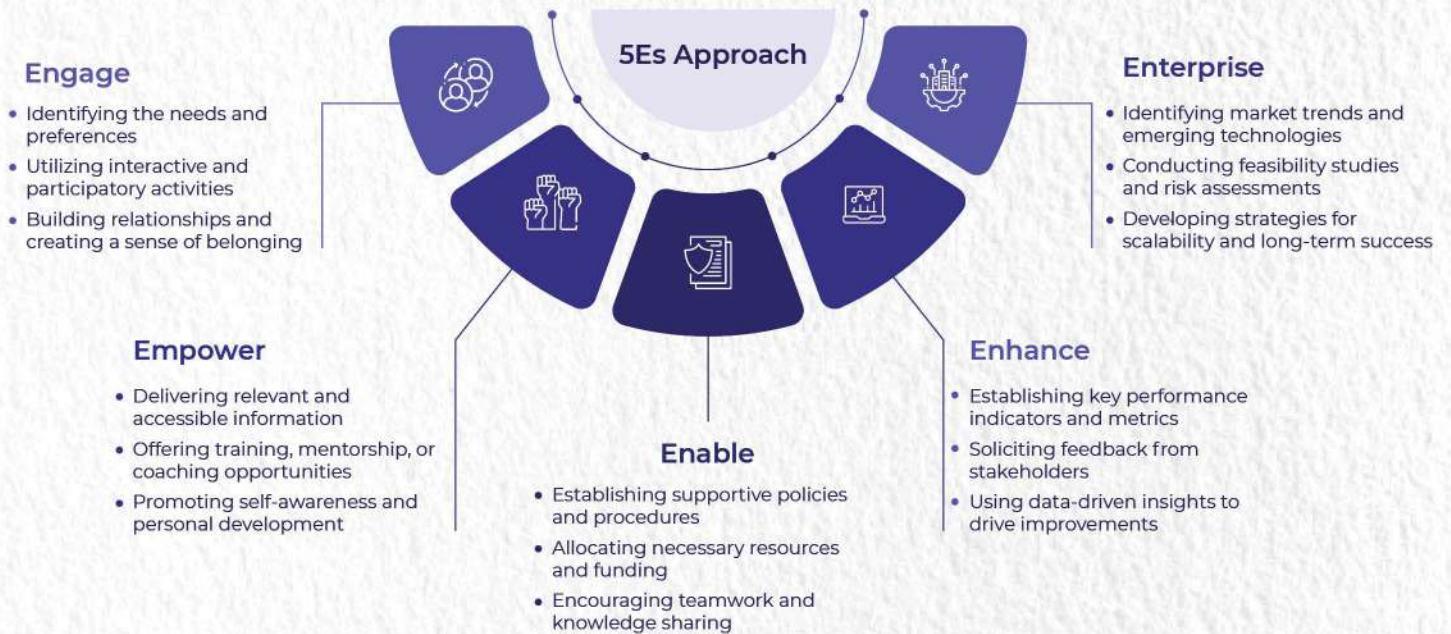 5Es Approach
Engage
• Identifying the needs and
preferences
• Utilizing interactive and
participatory activities
• Building relationships and
creating a sense of belonging
Empower
• Delivering relevant and
accessible information
• Offering training, mentorship, or
coaching opportunities
• Promoting self-awareness and
personal development
Enable
• Establishing supportive policies
and procedures
• Allocating necessary resources
and funding
• Encouraging teamwork and
knowledge sharing
Enhance
• Establishing key performance
indicators and metrics
• Soliciting feedback from
stakeholders
• Using data-driven insights to
drive improvements
Enterprise
• Identifying market trends and
emerging technologies
• Conducting feasibility studies
and risk assessments
• Developing strategies for
scalability and long-term success